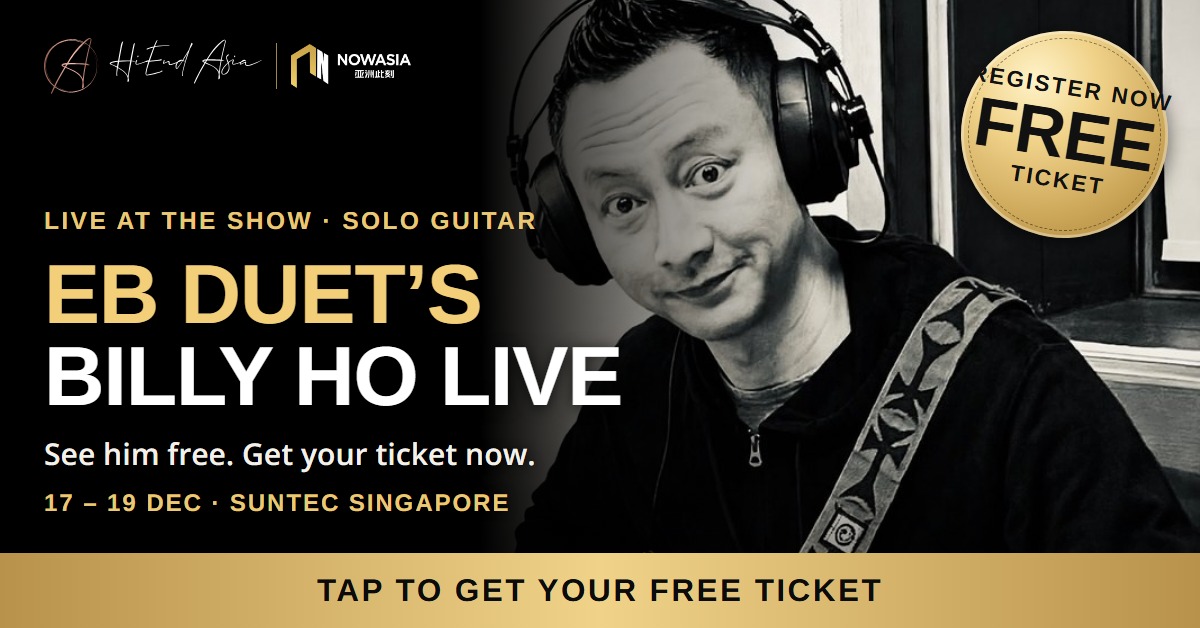 HiEnd Asia
NOWASIA
亚洲此刻
REGISTER NOW
FREE
TICKET
LIVE AT THE SHOW · SOLO GUITAR
EB DUET’S
BILLY HO LIVE
See him free. Get your ticket now.
17 – 19 DEC · SUNTEC SINGAPORE
TAP TO GET YOUR FREE TICKET